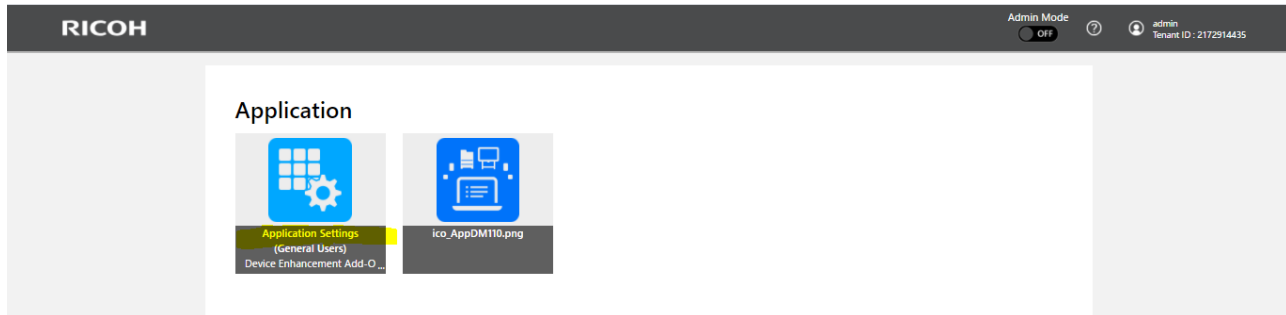 RICOH
Admin Mode
OFF
?
admin
Tenant ID : 2172914435
Application
Application Settings
(General Users)
Device Enhancement Add-O ...
ico_AppDM110.png